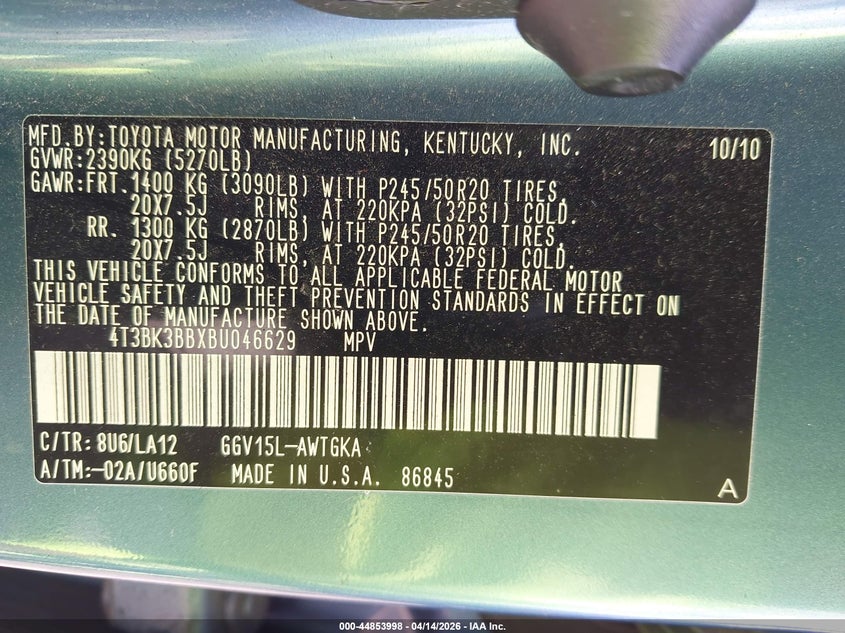 MFD.BY:TOYOTA MOTOR MANUFACTURING, KENTUCKY, INC. 10/10
GVWR:2390KG (5270LB)
GAWR:FRT.1400 KG (3090LB) WITH P245/50R20 TIRES,
20X7.5J RIMS, AT 220KPA (32PSI) COLD.
RR. 1300 KG (2870LB) WITH P245/50R20 TIRES,
20X7.5J RIMS, AT 220KPA (32PSI) COLD.
THIS VEHICLE CONFORMS TO ALL APPLICABLE FEDERAL MOTOR
VEHICLE SAFETY AND THEFT PREVENTION STANDARDS IN EFFECT ON
THE DATE OF MANUFACTURE SHOWN ABOVE.
4T3BK3BBXBU046629 MPV
C/TR: 8U6/LA12 GGV15L-AWTGKA
A/TM:-02A/U660F MADE IN U.S.A. 86845
A
000-44853998 - 04/14/2026 - IAA Inc.